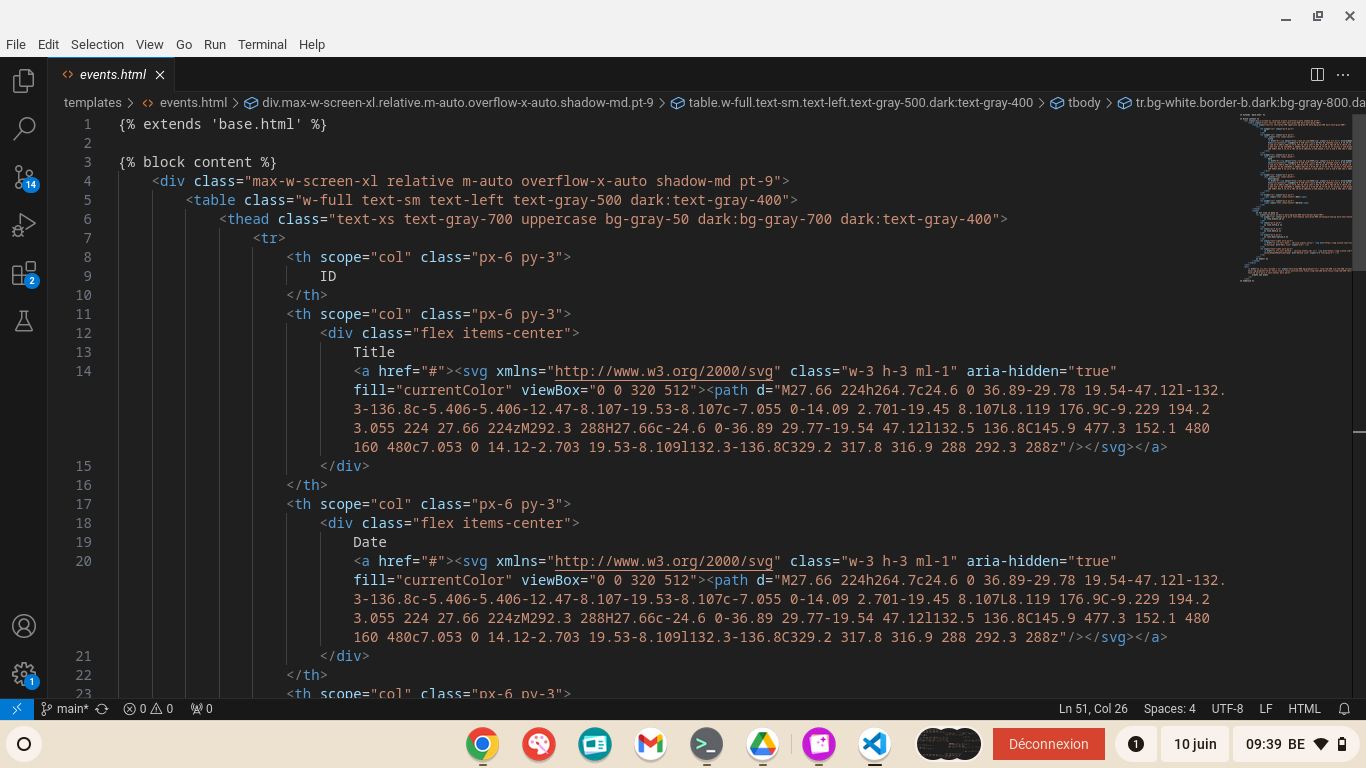 File Edit Selection View Go Run Terminal Help
events.html
templates > events.html > div.max-w-screen-xl.relative.m-auto.overflow-x-auto.shadow-md.pt-9 > table.w-full.text-sm.text-left.text-gray-500.dark:text-gray-400 > tbody > tr.bg-white.border-b.dark:bg-gray-800.da
1 {% extends 'base.html' %}
2
3 {% block content %}
4 <div class="max-w-screen-xl relative m-auto overflow-x-auto shadow-md pt-9">
5 <table class="w-full text-sm text-left text-gray-500 dark:text-gray-400">
6 <thead class="text-xs text-gray-700 uppercase bg-gray-50 dark:bg-gray-700 dark:text-gray-400">
7 <tr>
8 <th scope="col" class="px-6 py-3">
9 ID
10 </th>
11 <th scope="col" class="px-6 py-3">
12 <div class="flex items-center">
13 Title
14 <a href="#"><svg xmlns="http://www.w3.org/2000/svg" class="w-3 h-3 ml-1" aria-hidden="true"
fill="currentColor" viewBox="0 0 320 512"><path d="M27.66 224h264.7c24.6 0 36.89-29.78 19.54-47.12l-132.
3-136.8c-5.406-5.406-12.47-8.107-19.53-8.107c-7.055 0-14.09 2.701-19.45 8.107L8.119 176.9C-9.229 194.2
3.055 224 27.66 224zM292.3 288H27.66c-24.6 0-36.89 29.77-19.54 47.12l132.5 136.8C145.9 477.3 152.1 480
160 480c7.053 0 14.12-2.703 19.53-8.109l132.3-136.8C329.2 317.8 316.9 288 292.3 288z"/></svg></a>
15 </div>
16 </th>
17 <th scope="col" class="px-6 py-3">
18 <div class="flex items-center">
19 Date
20 <a href="#"><svg xmlns="http://www.w3.org/2000/svg" class="w-3 h-3 ml-1" aria-hidden="true"
fill="currentColor" viewBox="0 0 320 512"><path d="M27.66 224h264.7c24.6 0 36.89-29.78 19.54-47.12l-132.
3-136.8c-5.406-5.406-12.47-8.107-19.53-8.107c-7.055 0-14.09 2.701-19.45 8.107L8.119 176.9C-9.229 194.2
3.055 224 27.66 224zM292.3 288H27.66c-24.6 0-36.89 29.77-19.54 47.12l132.5 136.8C145.9 477.3 152.1 480
160 480c7.053 0 14.12-2.703 19.53-8.109l132.3-136.8C329.2 317.8 316.9 288 292.3 288z"/></svg></a>
21 </div>
22 </th>
23 <th scope="col" class="px-6 py-3">
14
2
1
main* 0 0 0 Ln 51, Col 26 Spaces: 4 UTF-8 LF HTML
Déconnexion 1 10 juin 09:39 BE